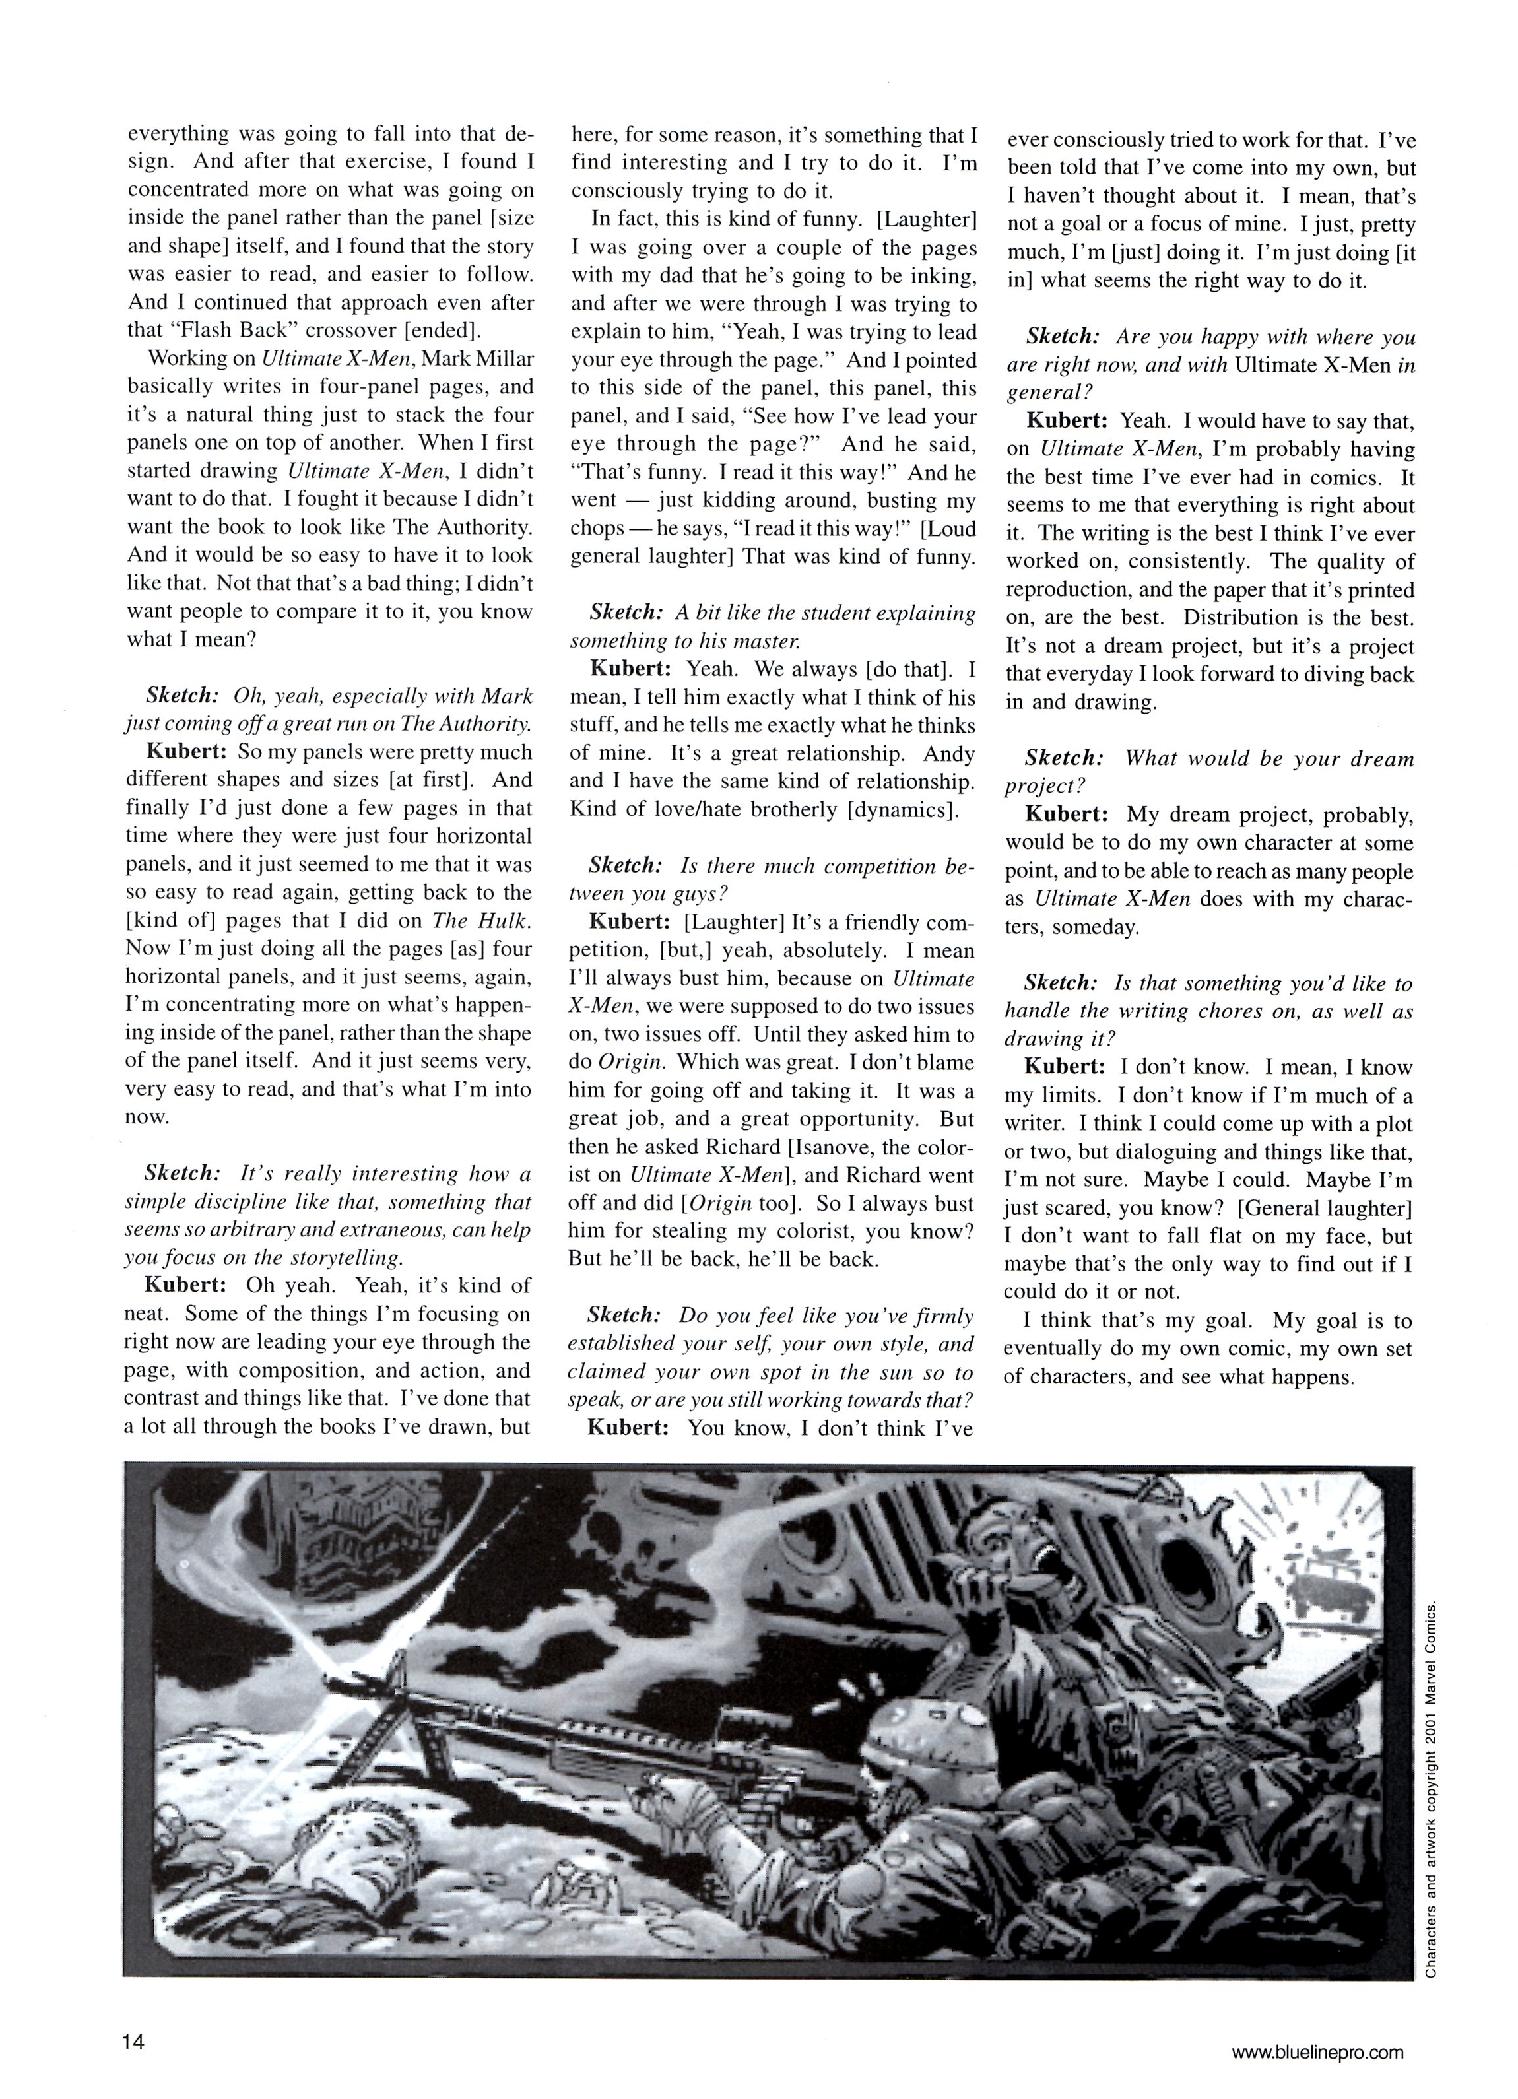 everything was going to fall into that de-
sign. And after that exercise, I found I
concentrated more on what was going on
inside the panel rather than the panel [size
and shape] itself, and I found that the story
was easier to read, and easier to follow.
And I continued that approach even after
that “Flash Back” crossover [ended].
Working on Ultimate X-Men, Mark Millar
basically writes in four-panel pages, and
it’s a natural thing just to stack the four
panels one on top of another. When I first
started drawing Ultimate X-Men, I didn’t
want to do that. I fought it because I didn’t
want the book to look like The Authority.
And it would be so easy to have it to look
like that. Not that that’s a bad thing; I didn’t
want people to compare it to it, you know
what I mean?
Sketch: Oh, yeah, especially with Mark
just coming off a great run on The Authority.
Kubert: So my panels were pretty much
different shapes and sizes [at first]. And
finally I’d just done a few pages in that
time where they were just four horizontal
panels, and it just seemed to me that it was
so easy to read again, getting back to the
[kind of] pages that I did on The Hulk.
Now I’m just doing all the pages [as] four
horizontal panels, and it just seems, again,
I’m concentrating more on what’s happen-
ing inside of the panel, rather than the shape
of the panel itself. And it just seems very,
very easy to read, and that’s what I’m into
now.
Sketch: It’s really interesting how a
simple discipline like that, something that
seems so arbitrary and extraneous, can help
you focus on the storytelling.
Kubert: Oh yeah. Yeah, it’s kind of
neat. Some of the things I’m focusing on
right now are leading your eye through the
page, with composition, and action, and
contrast and things like that. I’ve done that
a lot all through the books I’ve drawn, but
here, for some reason, it’s something that I
find interesting and I try to do it. I’m
consciously trying to do it.
In fact, this is kind of funny. [Laughter]
I was going over a couple of the pages
with my dad that he’s going to be inking,
and after we were through I was trying to
explain to him, “Yeah, I was trying to lead
your eye through the page.” And I pointed
to this side of the panel, this panel, this
panel, and I said, “See how I’ve lead your
eye through the page?” And he said,
“That’s funny. I read it this way!” And he
went — just kidding around, busting my
chops — he says, “I read it this way!” [Loud
general laughter] That was kind of funny.
Sketch: A bit like the student explaining
something to his master.
Kubert: Yeah. We always [do that]. I
mean, I tell him exactly what I think of his
stuff, and he tells me exactly what he thinks
of mine. It’s a great relationship. Andy
and I have the same kind of relationship.
Kind of love/hate brotherly [dynamics].
Sketch: Is there much competition be-
tween you guys?
Kubert: [Laughter] It’s a friendly com-
petition, [but,] yeah, absolutely. I mean
I’ll always bust him, because on Ultimate
X-Men, we were supposed to do two issues
on, two issues off. Until they asked him to
do Origin. Which was great. I don’t blame
him for going off and taking it. It was a
great job, and a great opportunity. But
then he asked Richard [Isanove, the color-
ist on Ultimate X-Men], and Richard went
off and did [Origin too]. So I always bust
him for stealing my colorist, you know?
But he’ll be back, he’ll be back.
Sketch: Do you feel like you’ve firmly
established your self, your own style, and
claimed your own spot in the sun so to
speak, or are you still working towards that?
Kubert: You know, I don’t think I’ve
ever consciously tried to work for that. I’ve
been told that I’ve come into my own, but
I haven’t thought about it. I mean, that’s
not a goal or a focus of mine. I just, pretty
much, I’m [just] doing it. I’m just doing [it
in] what seems the right way to do it.
Sketch: Are you happy with where you
are right now, and with Ultimate X-Men in
general?
Kubert: Yeah. I would have to say that,
on Ultimate X-Men, I’m probably having
the best time I’ve ever had in comics. It
seems to me that everything is right about
it. The writing is the best I think I’ve ever
worked on, consistently. The quality of
reproduction, and the paper that it’s printed
on, are the best. Distribution is the best.
It’s not a dream project, but it’s a project
that everyday I look forward to diving back
in and drawing.
Sketch: What would be your dream
project?
Kubert: My dream project, probably,
would be to do my own character at some
point, and to be able to reach as many people
as Ultimate X-Men does with my charac-
ters, someday.
Sketch: Is that something you’d like to
handle the writing chores on, as well as
drawing it?
Kubert: I don’t know. I mean, I know
my limits. I don’t know if I’m much of a
writer. I think I could come up with a plot
or two, but dialoguing and things like that,
I’m not sure. Maybe I could. Maybe I’m
just scared, you know? [General laughter]
I don’t want to fall flat on my face, but
maybe that’s the only way to find out if I
could do it or not.
I think that’s my goal. My goal is to
eventually do my own comic, my own set
of characters, and see what happens.
Characters and artwork copyright 2001 Marvel Comics.
14
www.bluelinepro.com